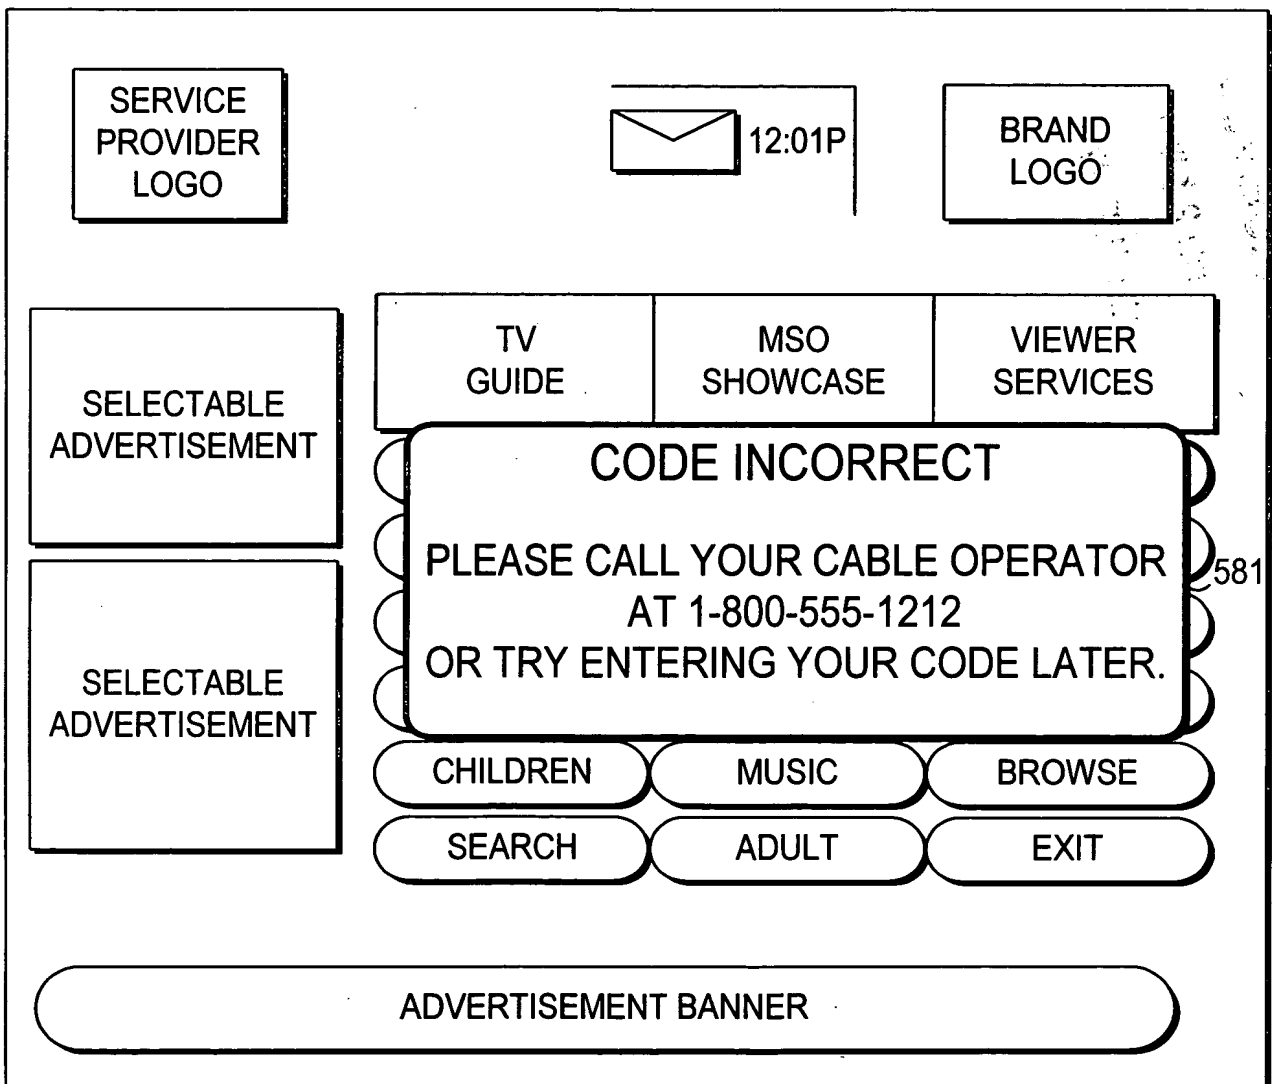 SERVICE
PROVIDER
LOGO
12:01P
BRAND
LOGO
SELECTABLE
ADVERTISEMENT
SELECTABLE
ADVERTISEMENT
TV
GUIDE
MSO
SHOWCASE
VIEWER
SERVICES
CODE INCORRECT
PLEASE CALL YOUR CABLE OPERATOR
AT 1-800-555-1212
OR TRY ENTERING YOUR CODE LATER.
581
CHILDREN
MUSIC
BROWSE
SEARCH
ADULT
EXIT
ADVERTISEMENT BANNER